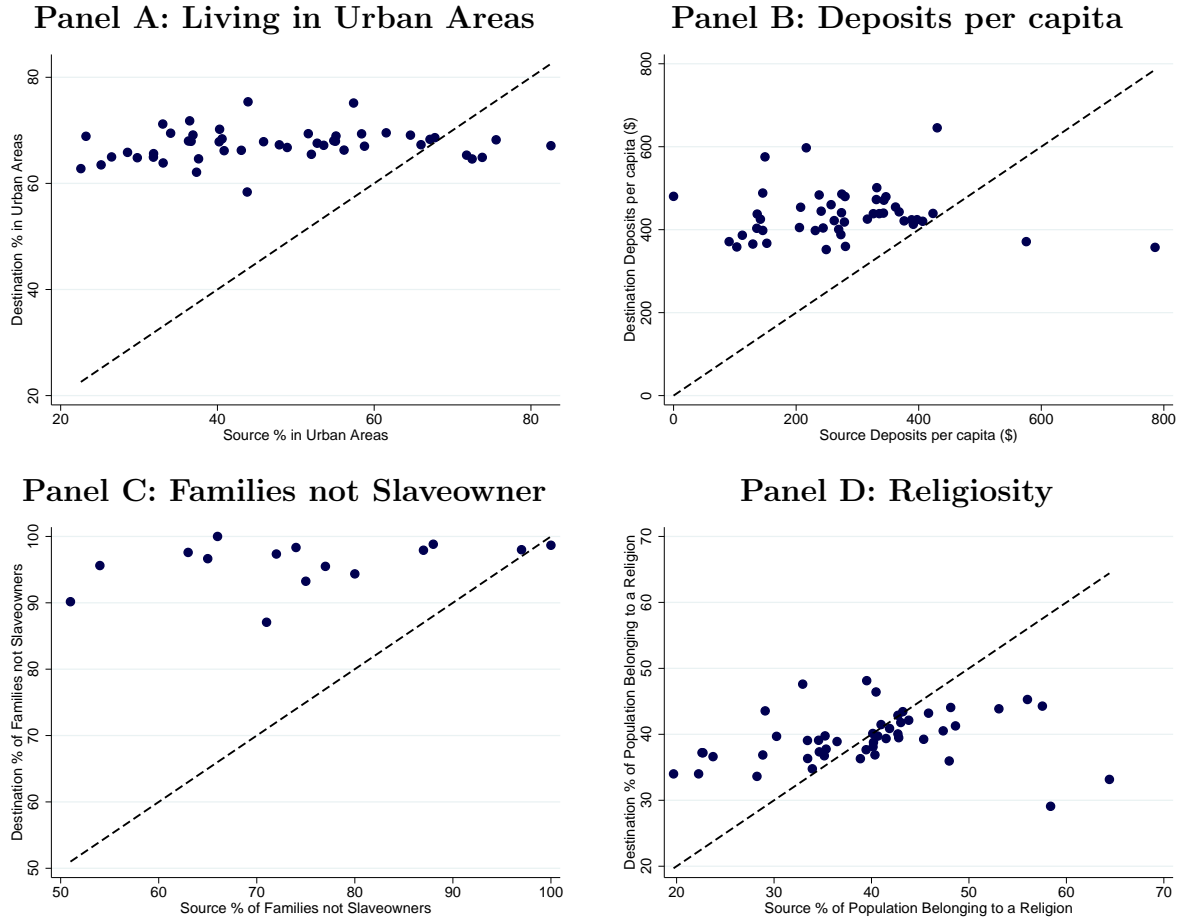 Panel A: Living in Urban Areas
Destination % in Urban Areas
80
60
40
20
20 40 60 80
Source % in Urban Areas
Panel B: Deposits per capita
Destination Deposits per capita ($)
800
600
400
200
0
0 200 400 600 800
Source Deposits per capita ($)
Panel C: Families not Slaveowner
Destination % of Families not Slaveowners
100
90
80
70
60
50
50 60 70 80 90 100
Source % of Families not Slaveowners
Panel D: Religiosity
Destination % of Population Belonging to a Religion
70
60
50
40
30
20
20 30 40 50 60 70
Source % of Population Belonging to a Religion